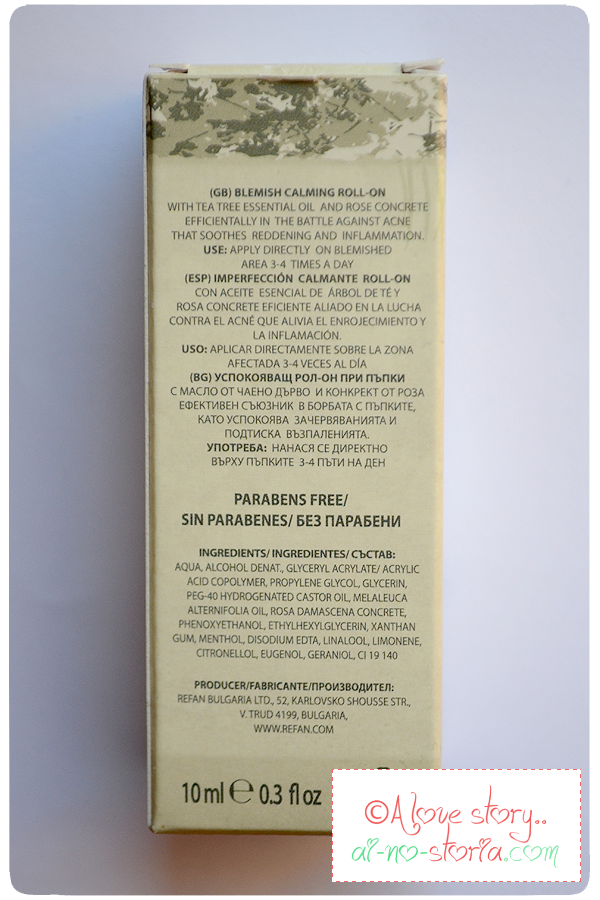 (GB) BLEMISH CALMING ROLL-ON
WITH TEA TREE ESSENTIAL OIL AND ROSE CONCRETE
EFFICIENTALLY IN THE BATTLE AGAINST ACNE
THAT SOOTHES REDDENING AND INFLAMMATION.
USE: APPLY DIRECTLY ON BLEMISHED
AREA 3-4 TIMES A DAY
(ESP) IMPERFECCIÓN CALMANTE ROLL-ON
CON ACEITE ESENCIAL DE ÁRBOL DE TÉ Y
ROSA CONCRETE EFICIENTE ALIADO EN LA LUCHA
CONTRA EL ACNÉ QUE ALIVIA EL ENROJECIMIENTO Y
LA INFLAMACIÓN.
USO: APLICAR DIRECTAMENTE SOBRE LA ZONA
AFECTADA 3-4 VECES AL DÍA
(BG) УСПОКОЯВАЩ РОЛ-ОН ПРИ ПЪПКИ
С МАСЛО ОТ ЧАЕНО ДЪРВО И КОНКРЕТ ОТ РОЗА
ЕФЕКТИВЕН СЪЮЗНИК В БОРБАТА С ПЪПКИТЕ,
КАТО УСПОКОЯВА ЗАЧЕРВЯВАНИЯТА И
ПОДТИСКА ВЪЗПАЛЕНИЯТА.
УПОТРЕБА: НАНАСЯ СЕ ДИРЕКТНО
ВЪРХУ ПЪПКИТЕ 3-4 ПЪТИ НА ДЕН
PARABENS FREE/
SIN PARABENES/ БЕЗ ПАРАБЕНИ
INGREDIENTS/ INGREDIENTES/ СЪСТАВ:
AQUA, ALCOHOL DENAT., GLYCERYL ACRYLATE/ ACRYLIC
ACID COPOLYMER, PROPYLENE GLYCOL, GLYCERIN,
PEG-40 HYDROGENATED CASTOR OIL, MELALEUCA
ALTERNIFOLIA OIL, ROSA DAMASCENA CONCRETE,
PHENOXYETHANOL, ETHYLHEXYLGLYCERIN, XANTHAN
GUM, MENTHOL, DISODIUM EDTA, LINALOOL, LIMONENE,
CITRONELLOL, EUGENOL, GERANIOL, CI 19 140
PRODUCER/FABRICANTE/ПРОИЗВОДИТЕЛ:
REFAN BULGARIA LTD., 52, KARLOVSKO SHOUSSE STR.,
V. TRUD 4199, BULGARIA,
WWW.REFAN.COM
10 ml ℮ 0.3 fl oz
©A love story..
ai-no-storia.com